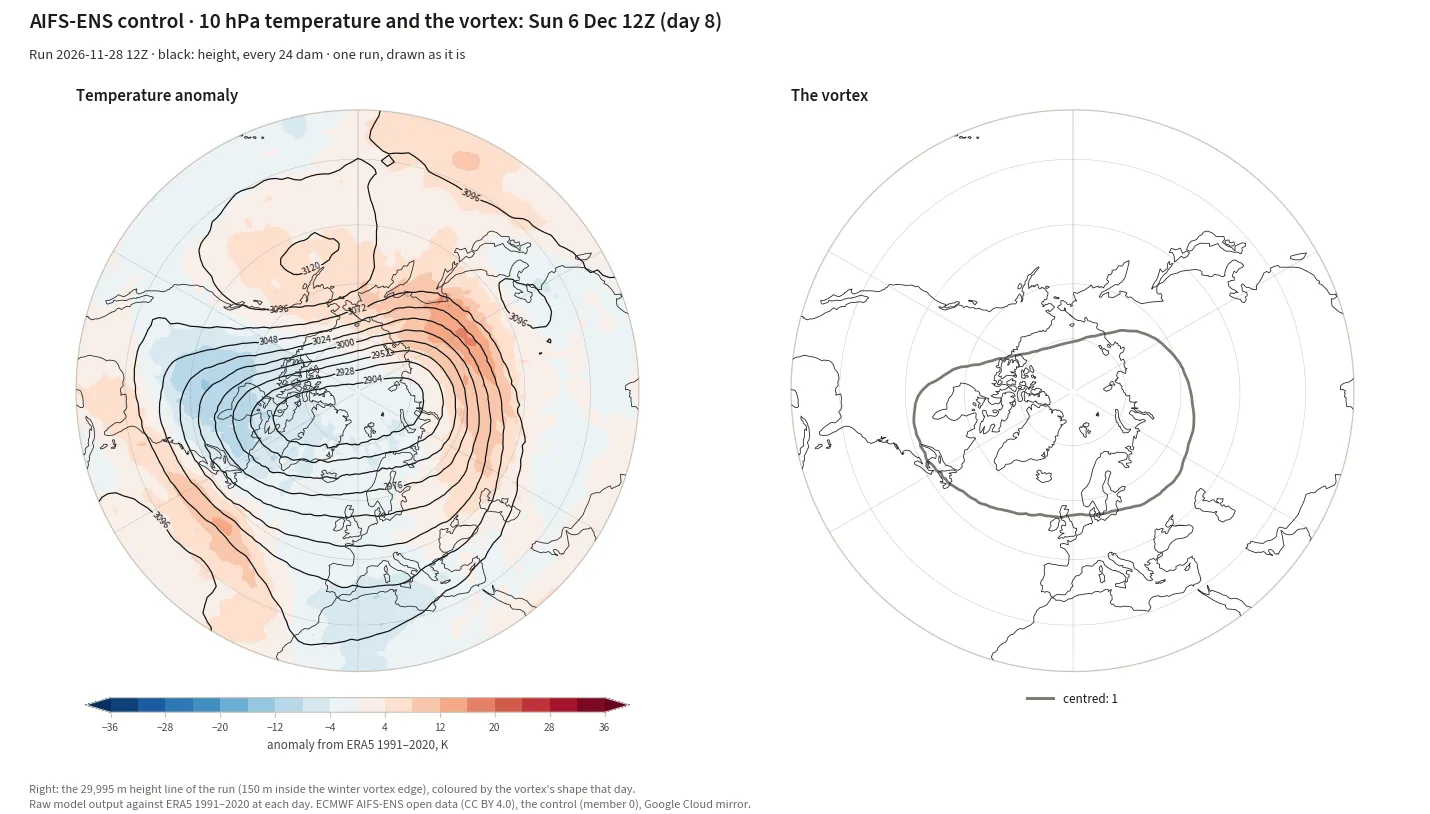 AIFS-ENS control · 10 hPa temperature and the vortex: Sun 6 Dec 12Z (day 8)
Run 2026-11-28 12Z · black: height, every 24 dam · one run, drawn as it is
Temperature anomaly
The vortex
3096
3120
3096
3072
3096
3048
3024
3000
2952
2928
2904
2976
3096
centred: 1
−36
−28
−20
−12
−4
4
12
20
28
36
anomaly from ERA5 1991–2020, K
Right: the 29,995 m height line of the run (150 m inside the winter vortex edge), coloured by the vortex's shape that day.
Raw model output against ERA5 1991–2020 at each day. ECMWF AIFS-ENS open data (CC BY 4.0), the control (member 0), Google Cloud mirror.